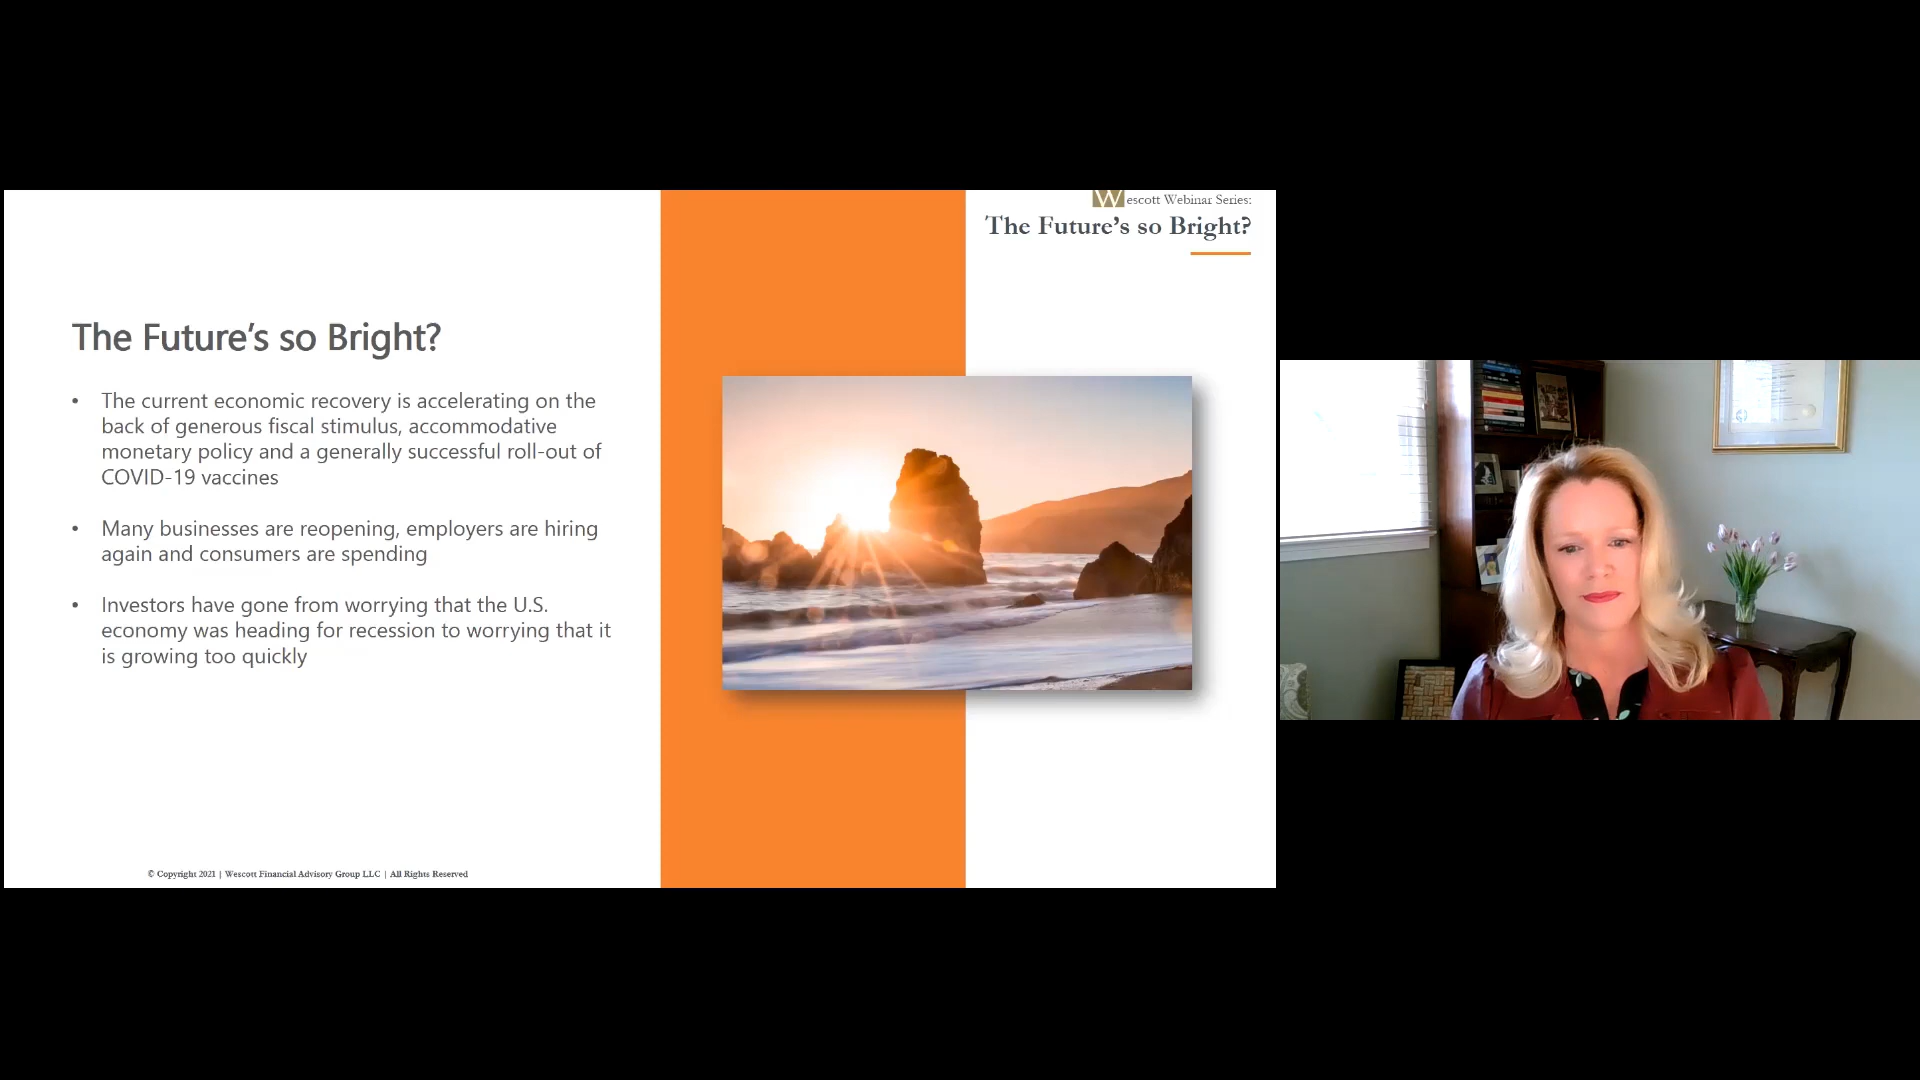 Wescott Webinar Series:
The Future's so Bright?
The Future's so Bright?
• The current economic recovery is accelerating on the
back of generous fiscal stimulus, accommodative
monetary policy and a generally successful roll-out of
COVID-19 vaccines
• Many businesses are reopening, employers are hiring
again and consumers are spending
• Investors have gone from worrying that the U.S.
economy was heading for recession to worrying that it
is growing too quickly
© Copyright 2021 | Wescott Financial Advisory Group LLC | All Rights Reserved